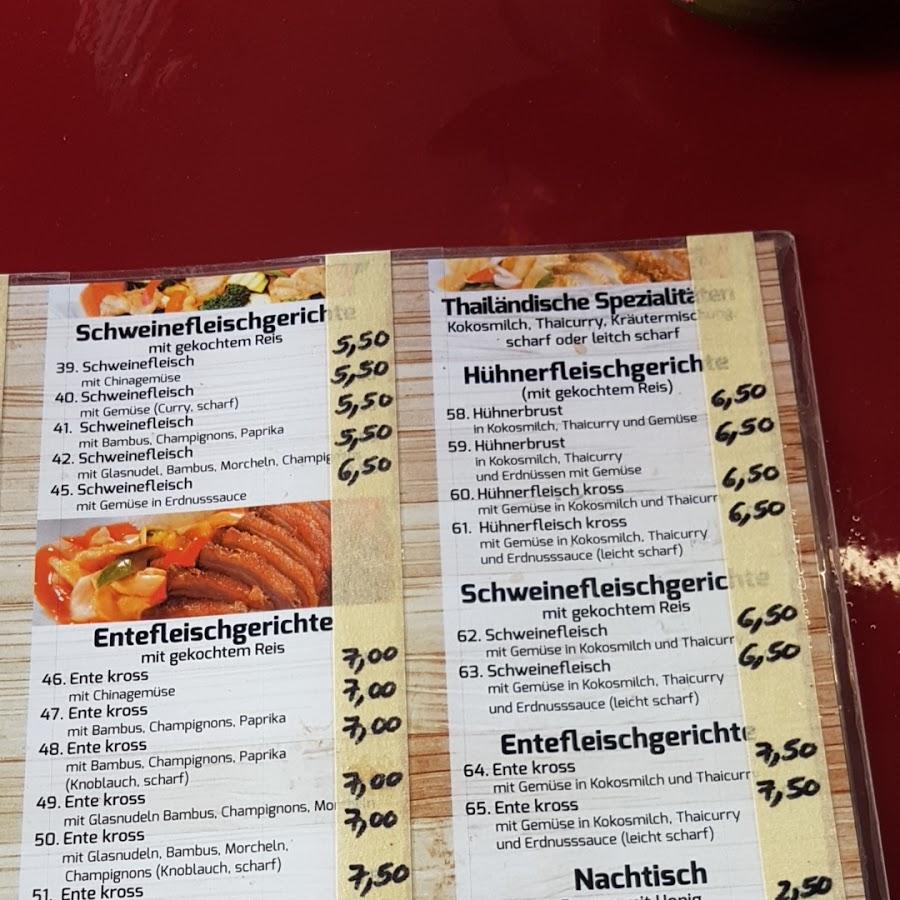 Schweinefleischgerichte
mit gekochtem Reis
39. Schweinefleisch 5,50
mit Chinagemüse
40. Schweinefleisch 5,50
mit Gemüse (Curry, scharf)
41. Schweinefleisch 5,50
mit Bambus, Champignons, Paprika
42. Schweinefleisch 5,50
mit Glasnudel, Bambus, Morcheln, Champig
45. Schweinefleisch 6,50
mit Gemüse in Erdnusssauce
Entefleischgerichte
mit gekochtem Reis
46. Ente kross 7,00
mit Chinagemüse
47. Ente kross 7,00
mit Bambus, Champignons, Paprika
48. Ente kross 7,00
mit Bambus, Champignons, Paprika
(Knoblauch, scharf)
49. Ente kross 7,00
mit Glasnudeln Bambus, Champignons,
50. Ente kross 7,00
mit Glasnudeln, Bambus, Morcheln,
Champignons (Knoblauch, scharf)
51. Ente kross 7,50
Thailändische Spezialitäten
Kokosmilch, Thaicurry, Kräutermischung,
scharf oder leitch scharf
Hühnerfleischgerichte
(mit gekochtem Reis)
58. Hühnerbrust 6,50
in Kokosmilch, Thaicurry und Gemüse
59. Hühnerbrust 6,50
in Kokosmilch, Thaicurry
und Erdnüssen mit Gemüse
60. Hühnerfleisch kross 6,50
mit Gemüse in Kokosmilch und Thaicurr
61. Hühnerfleisch kross 6,50
mit Gemüse in Kokosmilch, Thaicurry
und Erdnusssauce (leicht scharf)
Schweinefleischgerichte
mit gekochtem Reis
62. Schweinefleisch 6,50
mit Gemüse in Kokosmilch und Thaicurr
63. Schweinefleisch 6,50
mit Gemüse in Kokosmilch, Thaicurry
und Erdnusssauce (leicht scharf)
Entefleischgerichte
64. Ente kross 7,50
mit Gemüse in Kokosmilch und Thaicurr
65. Ente kross 7,50
mit Gemüse in Kokosmilch, Thaicurry
und Erdnusssauce (leicht scharf)
Nachtisch
mit Honig 2,50